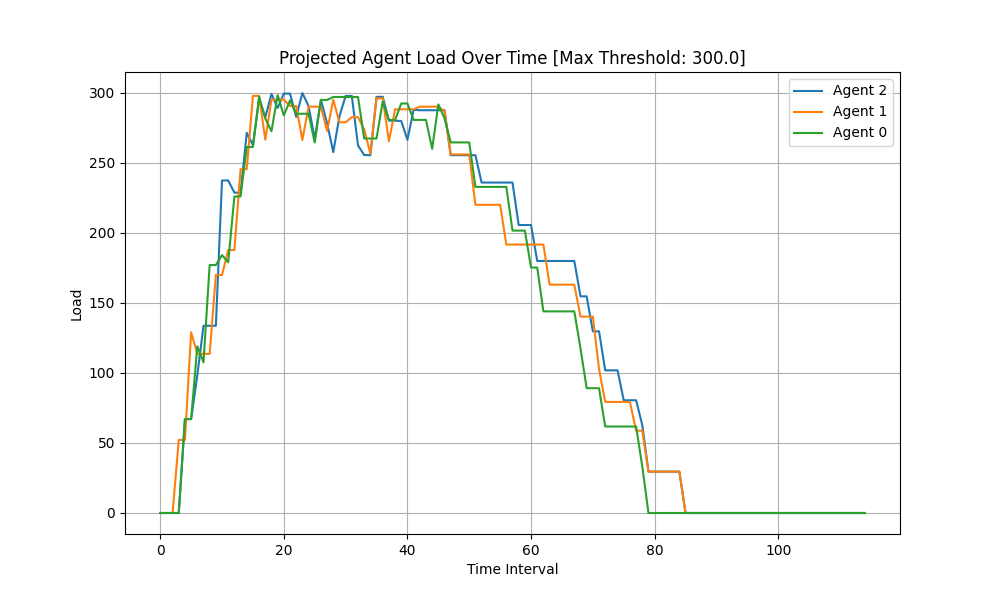 Projected Agent Load Over Time [Max Threshold: 300.0]
Agent 2
Agent 1
Agent 0
300
250
200
150
100
50
0
Load
0 20 40 60 80 100
Time Interval